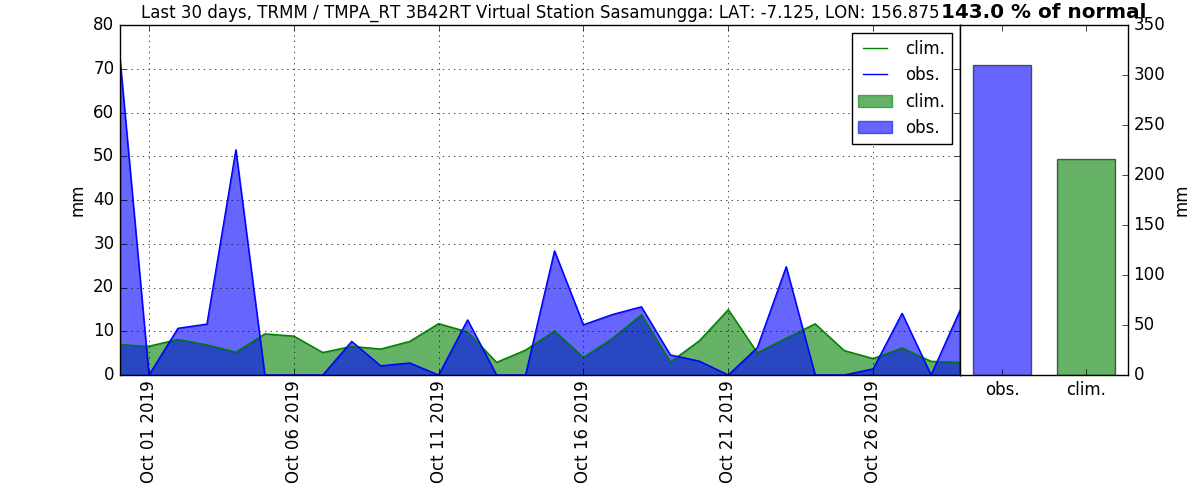 Last 30 days, TRMM / TMPA_RT 3B42RT Virtual Station Sasamungga: LAT: -7.125, LON: 156.875
143.0 % of normal
80
70
60
50
40
30
20
10
0
mm
clim.
obs.
clim.
obs.
Oct 01 2019
Oct 06 2019
Oct 11 2019
Oct 16 2019
Oct 21 2019
Oct 26 2019
350
300
250
200
150
100
50
0
mm
obs.
clim.